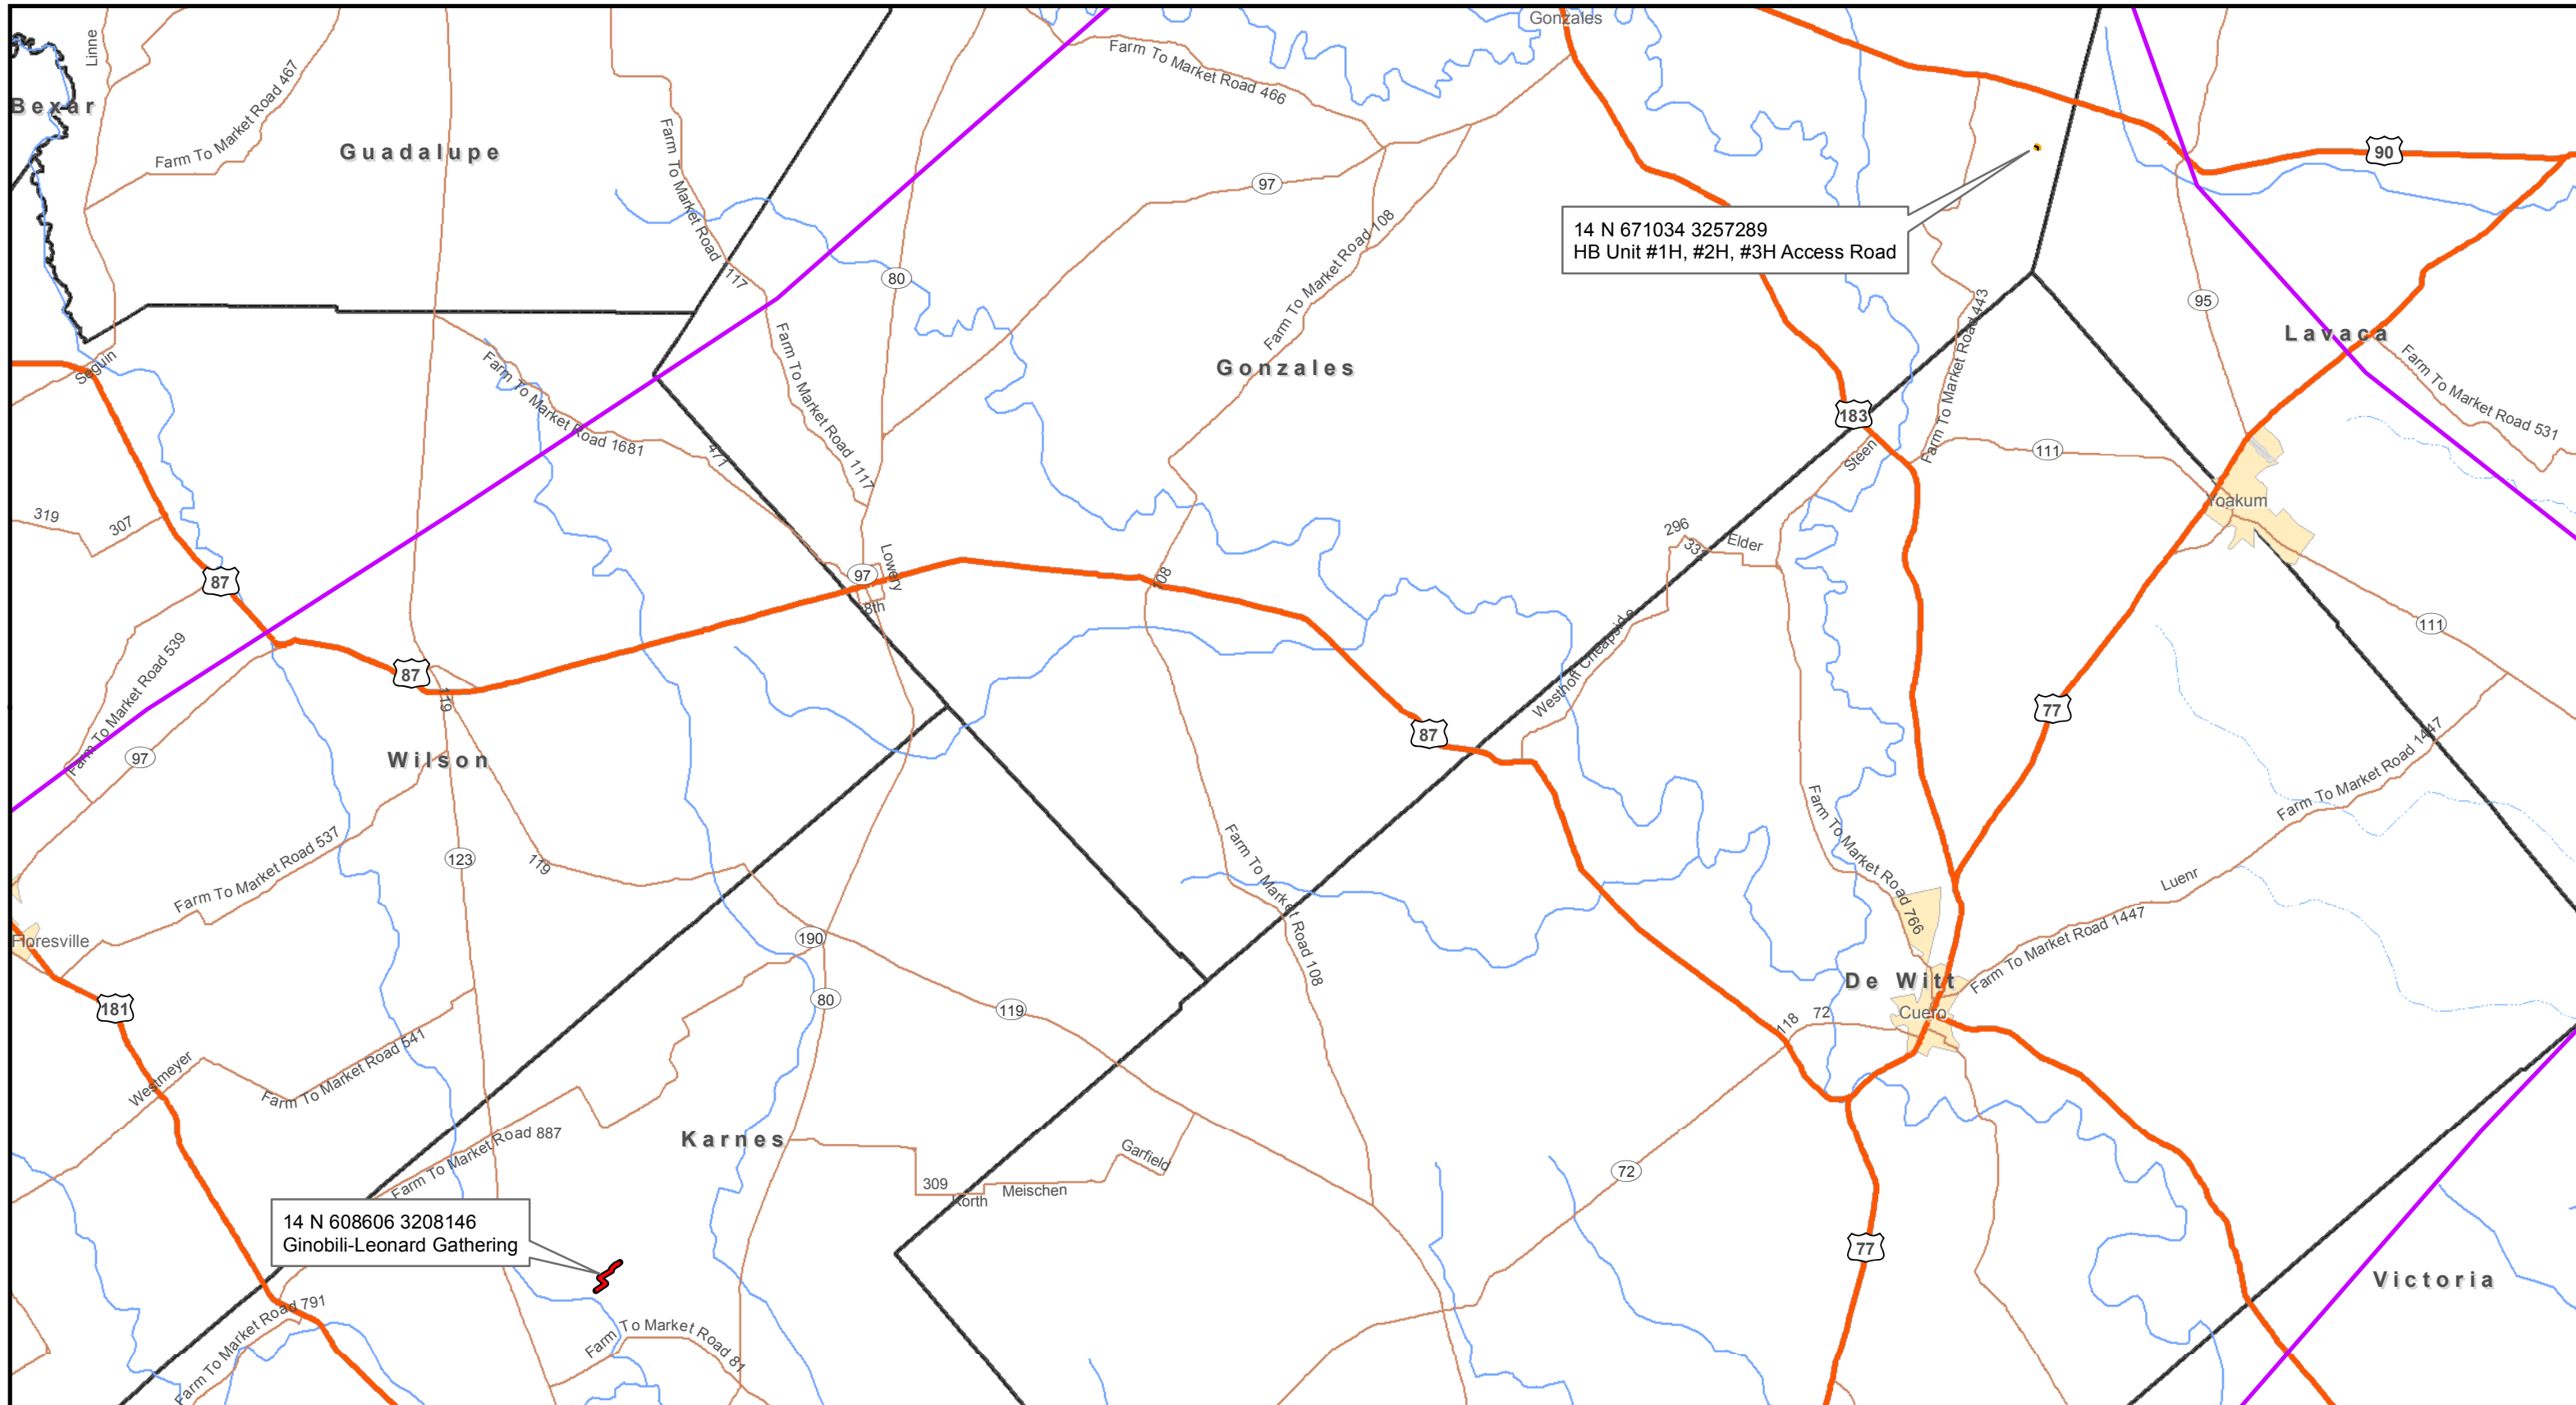 Gonzales
Linne
Farm To Market Road 466
Farm To Market Road 467
Bexar
Guadalupe
Farm To Market Road 1117
90
97
14 N 671034 3257289
HB Unit #1H, #2H, #3H Access Road
Farm To Market Road 108
80
95
Farm To Market Road 443
Lavaca
Farm To Market Road 1117
Seguin
Gonzales
Farm To Market Road 1681
Farm To Market Road 531
183
471
Steen
111
Yoakum
319
307
296
337
Elder
87
97
Lowery
108
8th
111
Westhoff Cheapside
Farm To Market Road 539
87
119
77
87
97
Wilson
Farm To Market Road 1447
Farm To Market Road 766
Farm To Market Road 537
123
119
Farm To Market Road 108
Luenr
Farm To Market Road 1447
Floresville
190
De Witt
181
80
119
118
72
Cuero
Farm To Market Road 541
Westmeyer
Farm To Market Road 887
Karnes
Garfield
72
309
North
Meischen
14 N 608606 3208146
Ginobili-Leonard Gathering
77
Victoria
Farm To Market Road 791
Farm To Market Road 81